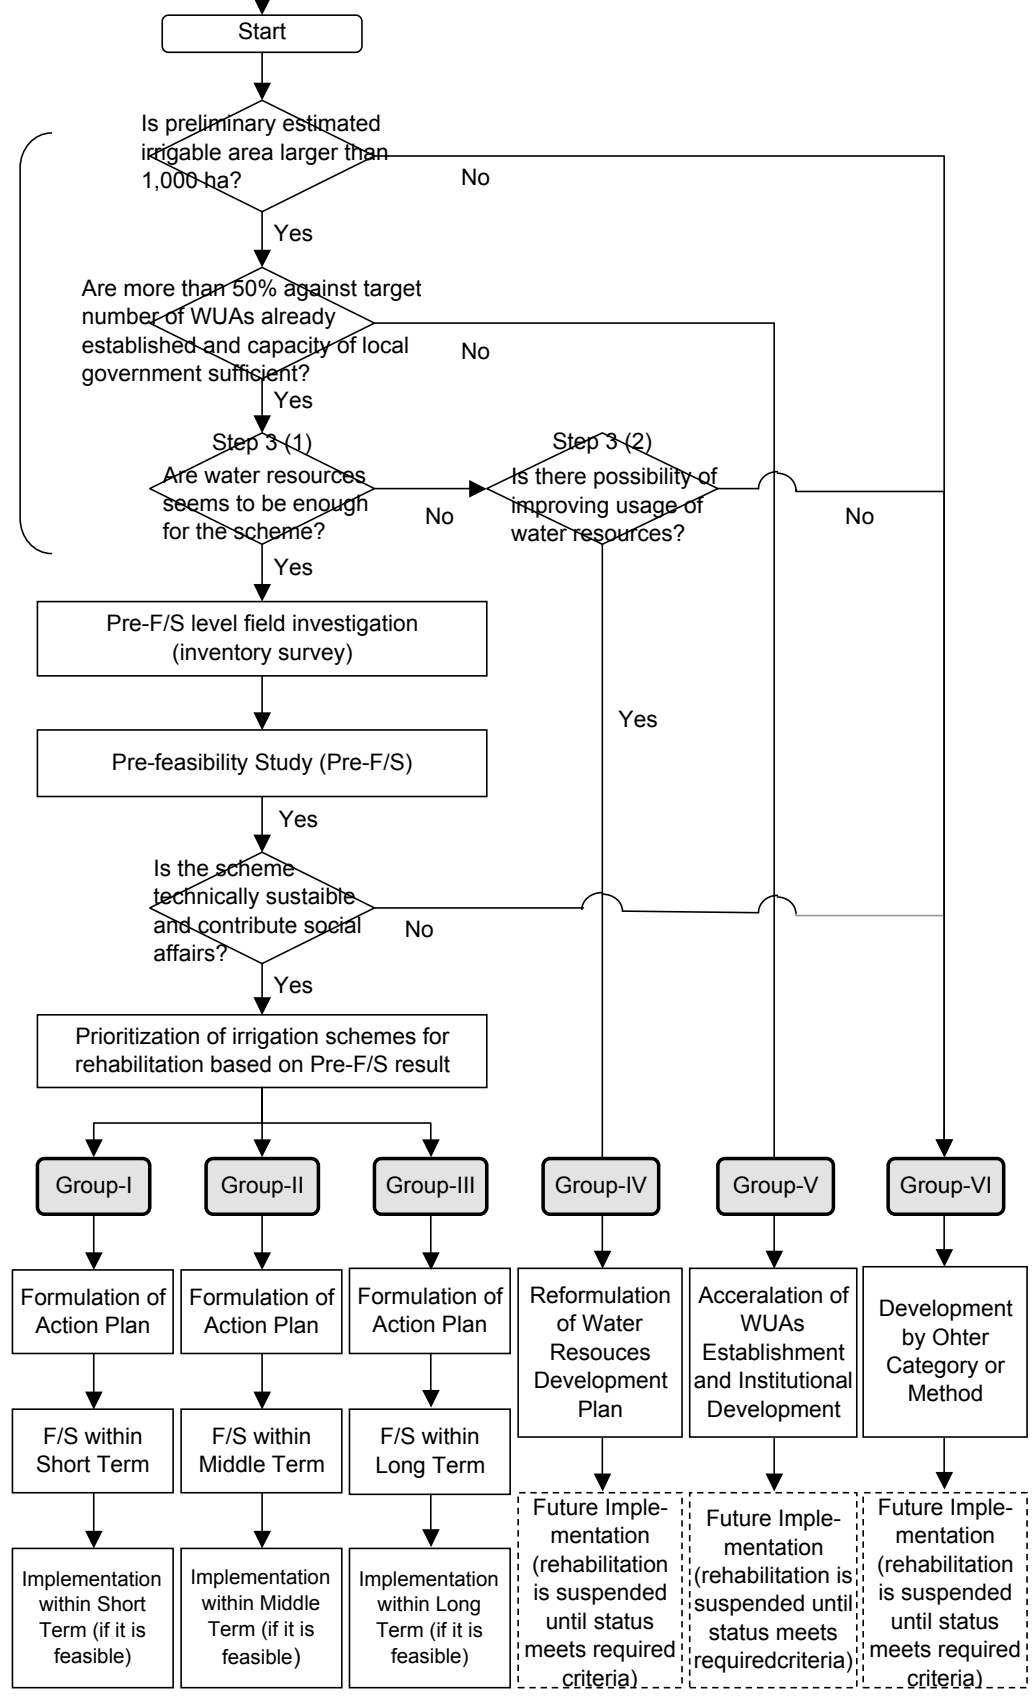 Start
Is preliminary estimated
irrigable area larger than
1,000 ha?
No
Yes
Are more than 50% against target
number of WUAs already
established and capacity of local
government sufficient?
No
Yes
Step 3 (1)
Are water resources
seems to be enough
for the scheme?
No
Step 3 (2)
Is there possibility of
improving usage of
water resources?
No
Yes
Pre-F/S level field investigation
(inventory survey)
Yes
Pre-feasibility Study (Pre-F/S)
Yes
Is the scheme
technically sustaible
and contribute social
affairs?
No
Yes
Prioritization of irrigation schemes for
rehabilitation based on Pre-F/S result
Group-I
Group-II
Group-III
Group-IV
Group-V
Group-VI
Formulation of
Action Plan
Formulation of
Action Plan
Formulation of
Action Plan
Reformulation
of Water
Resouces
Development
Plan
Acceralation of
WUAs
Establishment
and Institutional
Development
Development
by Ohter
Category or
Method
F/S within
Short Term
F/S within
Middle Term
F/S within
Long Term
Implementation
within Short
Term (if it is
feasible)
Implementation
within Middle
Term (if it is
feasible)
Implementation
within Long
Term (if it is
feasible)
Future Imple-
mentation
(rehabilitation
is suspended
until status
meets required
criteria)
Future Imple-
mentation
(rehabilitation is
suspended until
status meets
requiredcriteria)
Future Imple-
mentation
(rehabilitation
is suspended
until status
meets required
criteria)